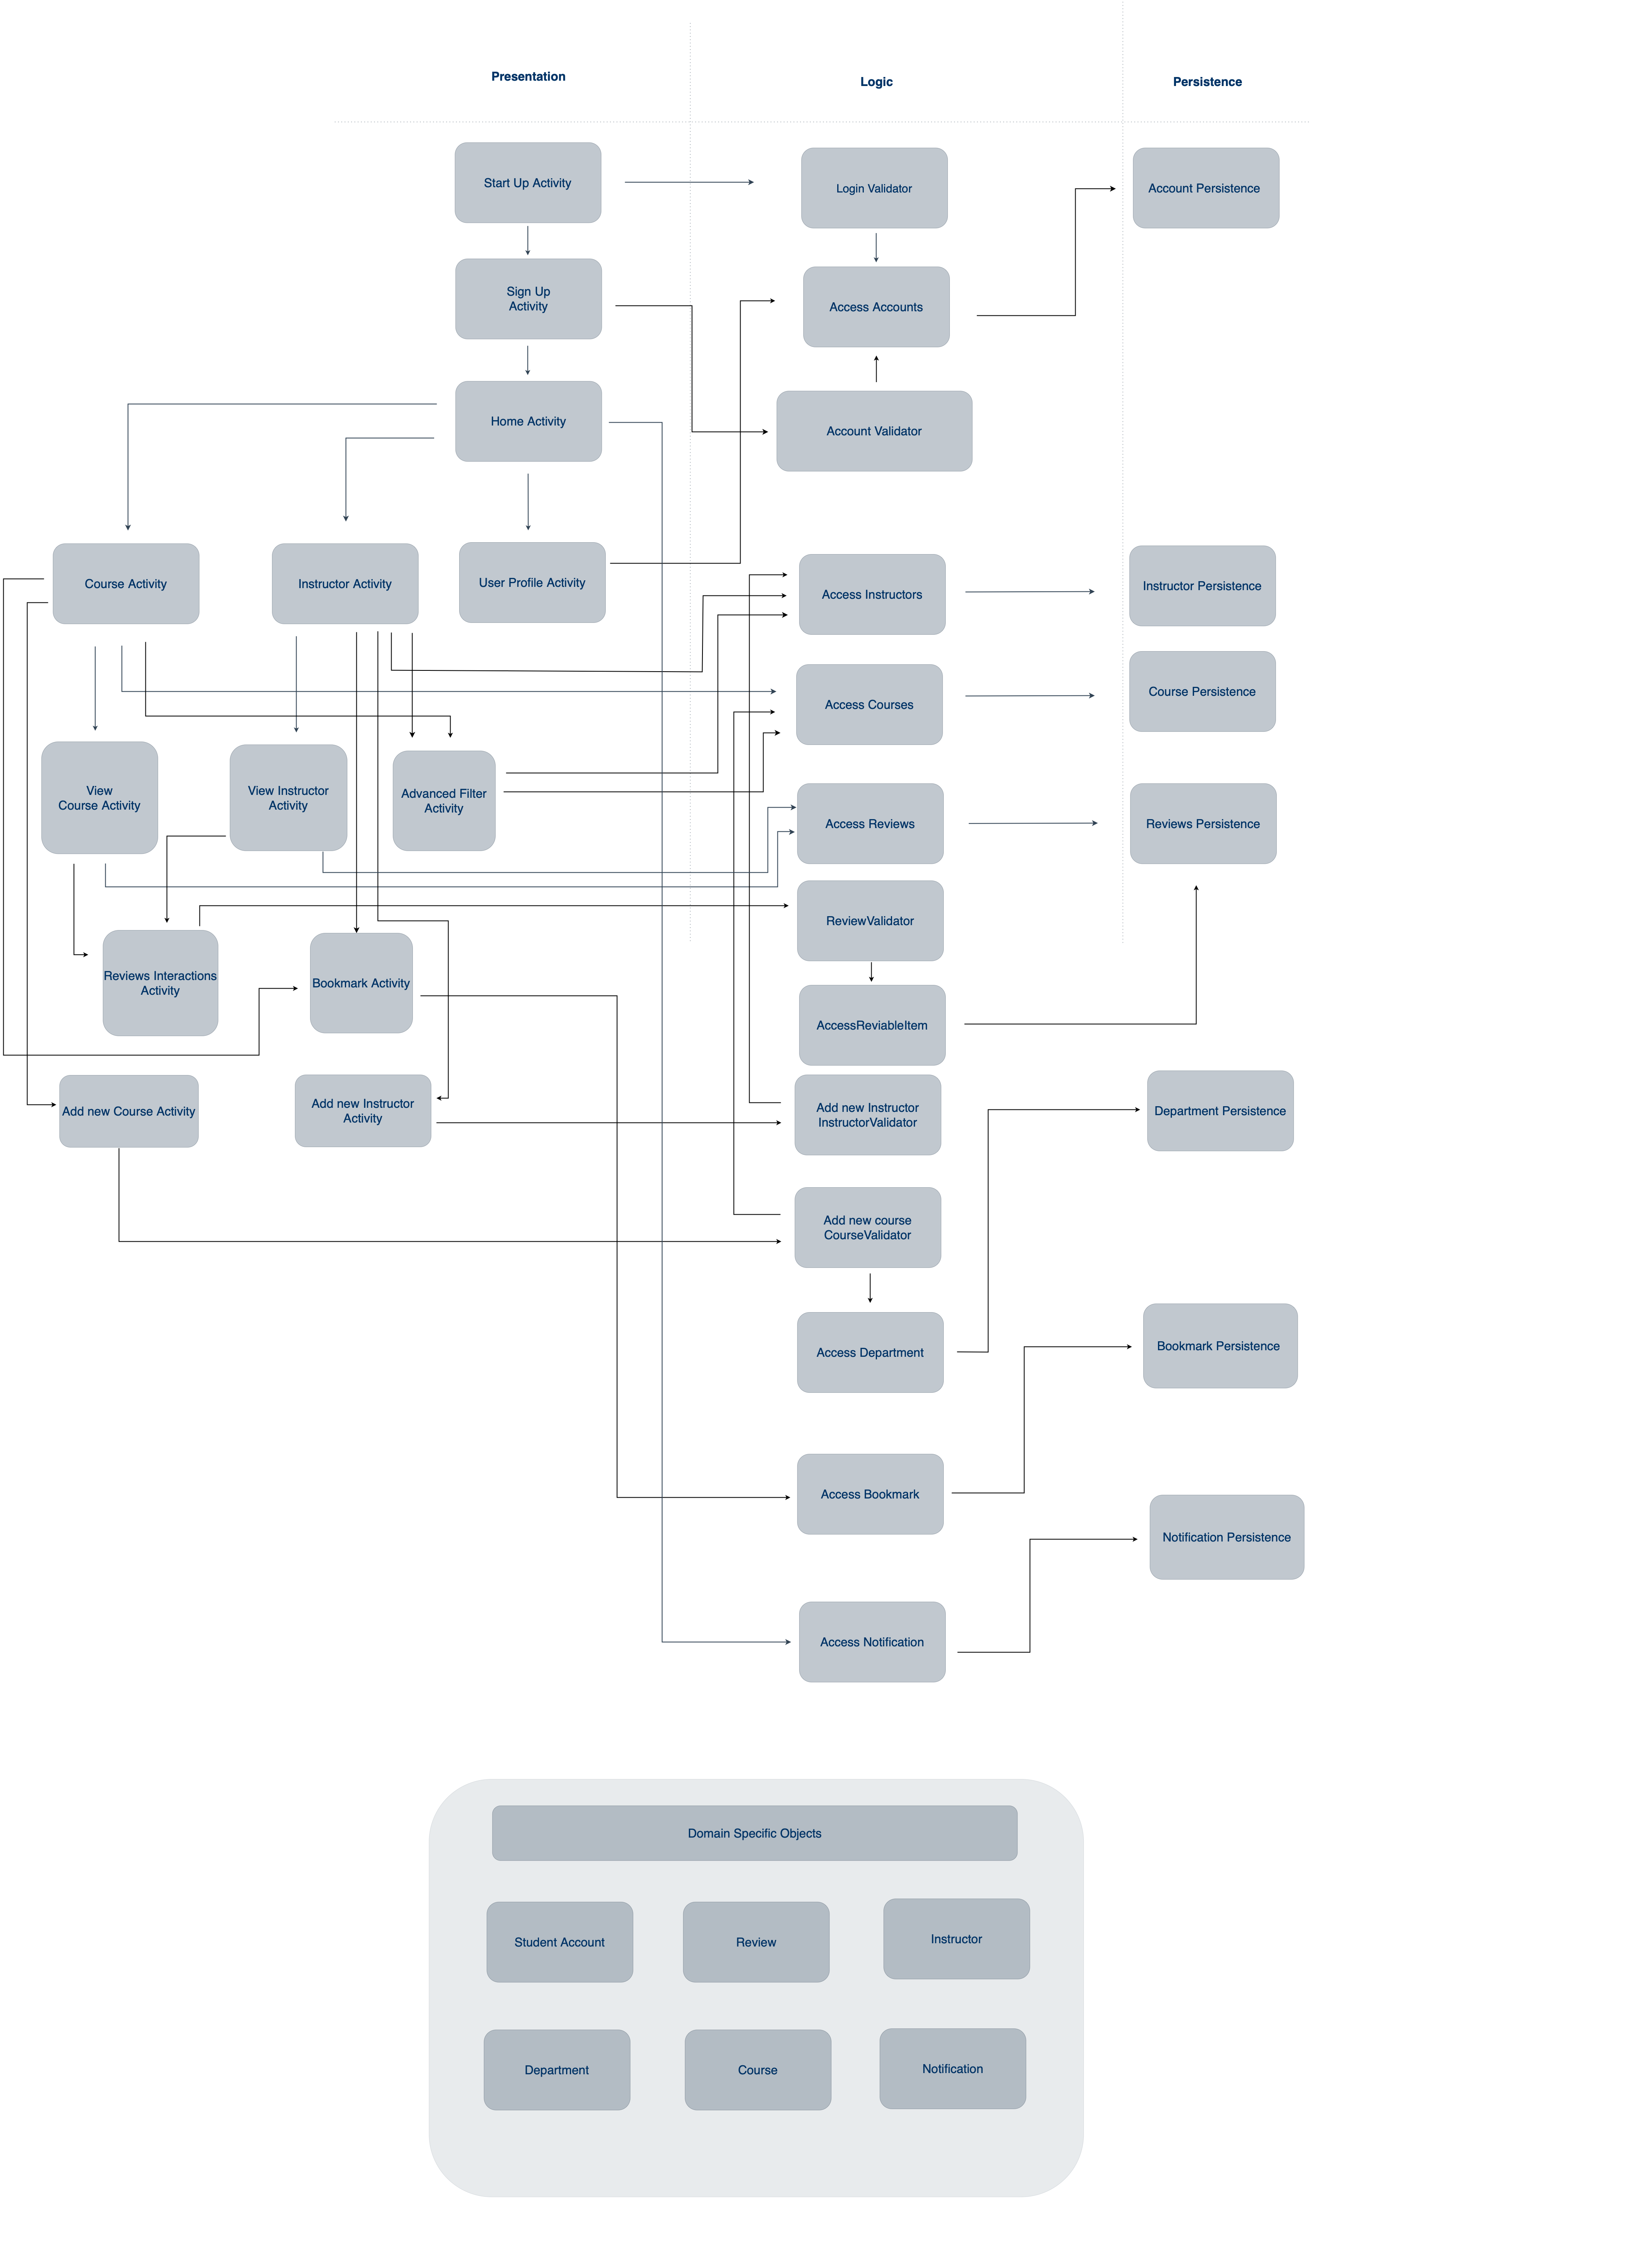 Presentation
Logic
Persistence
Start Up Activity
Login Validator
Account Persistence
Sign Up
Activity
Access Accounts
Home Activity
Account Validator
Course Activity
Instructor Activity
User Profile Activity
Access Instructors
Instructor Persistence
Access Courses
Course Persistence
View
Course Activity
View Instructor
Activity
Advanced Filter
Activity
Access Reviews
Reviews Persistence
ReviewValidator
Reviews Interactions
Activity
Bookmark Activity
AccessReviableItem
Add new Course Activity
Add new Instructor
Activity
Add new Instructor
InstructorValidator
Department Persistence
Add new course
CourseValidator
Access Department
Bookmark Persistence
Access Bookmark
Notification Persistence
Access Notification
Domain Specific Objects
Student Account
Review
Instructor
Department
Course
Notification